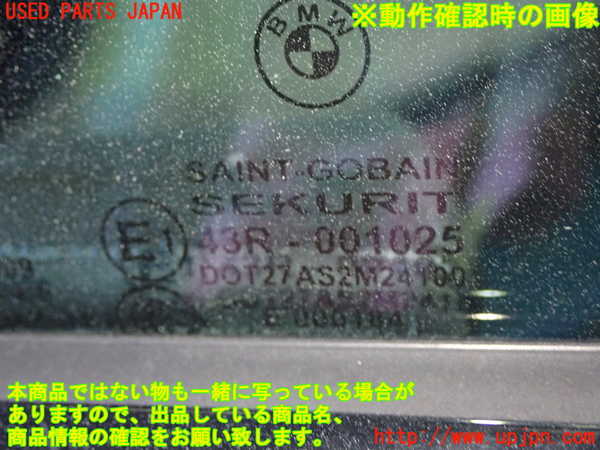 USED PARTS JAPAN
※動作確認時の画像
BMW
SAINT-GOBAIN
SEKURIT
E1
43R - 001025
DOT27AS2M24100
本商品ではない物も一緒に写っている場合が
ありますので、出品している商品名、
商品情報の確認をお願い致します。
http://www.upjpn.com/